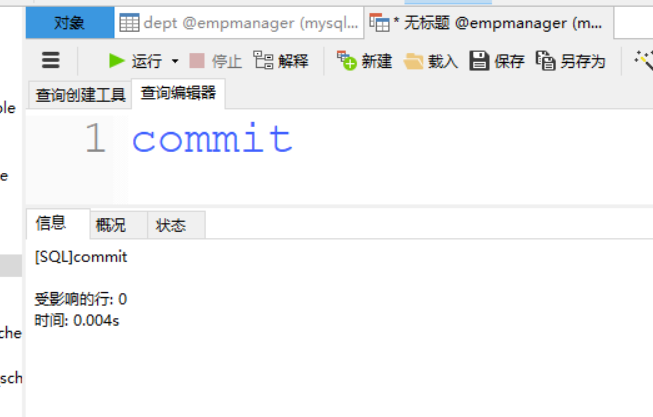 对象 dept @empmanager (mysql... * 无标题 @empmanager (m...
运行 停止 解释 新建 载入 保存 另存为
查询创建工具 查询编辑器
ole
1 commit
e
信息 概况 状态
[SQL]commit
受影响的行: 0
时间: 0.004s
che
sch